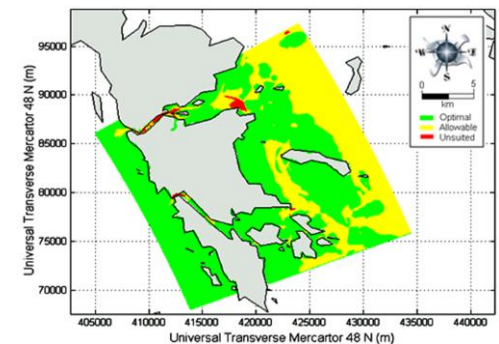 95000
90000
85000
80000
75000
70000
Universal Transverse Mercartor 48 N (m)
405000 410000 415000 420000 425000 430000 435000 440000
Universal Transverse Mercartor 48 N (m)
N
W E
S
0 5
km
Optimal
Allowable
Unsuted